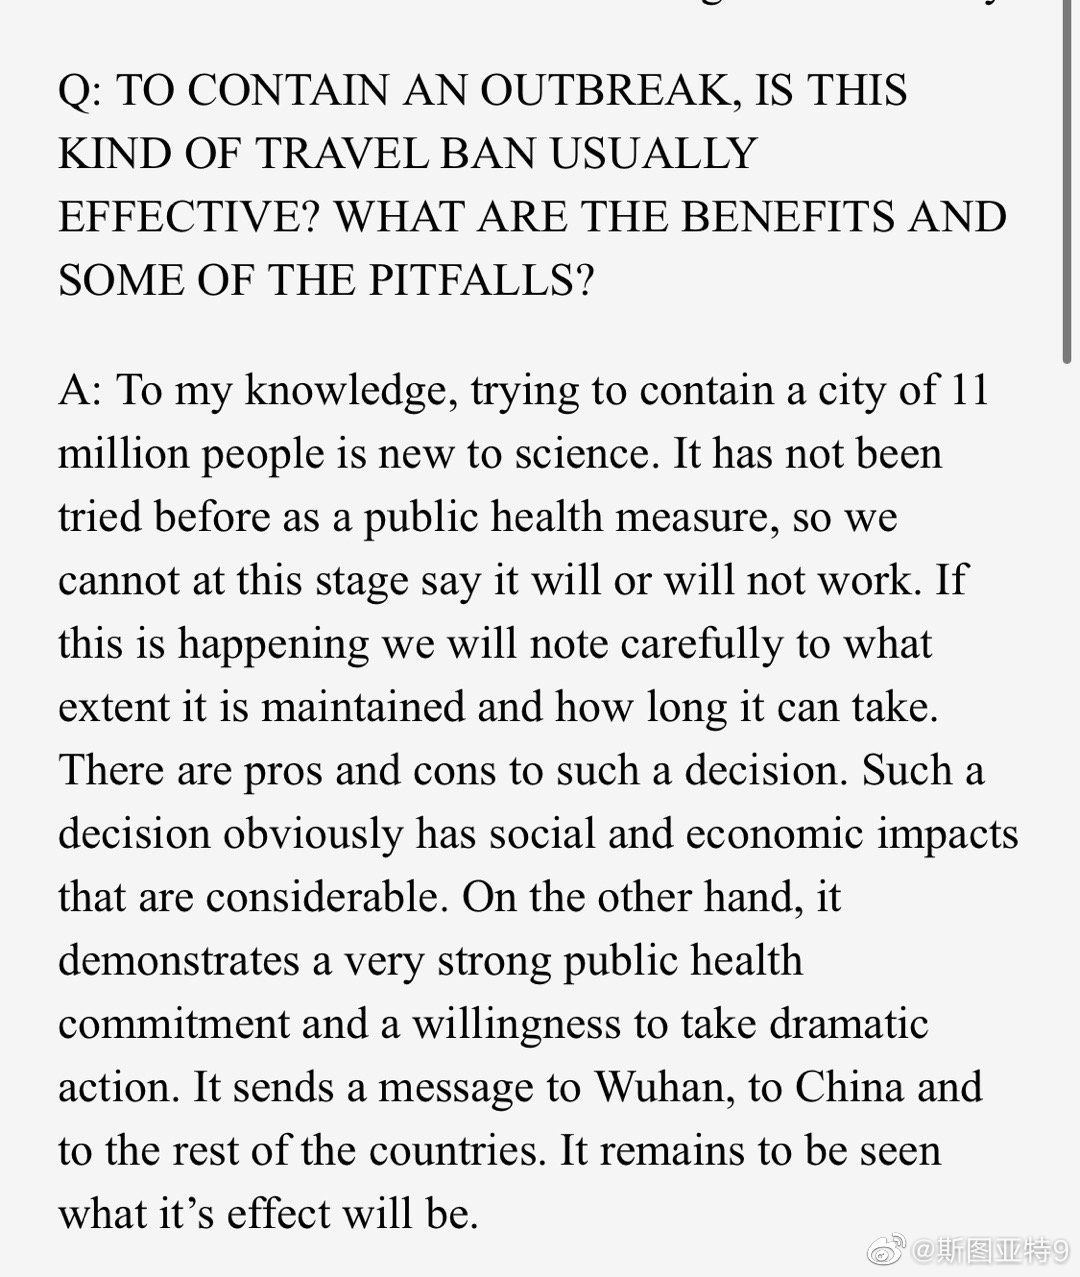 Q: TO CONTAIN AN OUTBREAK, IS THIS
KIND OF TRAVEL BAN USUALLY
EFFECTIVE? WHAT ARE THE BENEFITS AND
SOME OF THE PITFALLS?
A: To my knowledge, trying to contain a city of 11
million people is new to science. It has not been
tried before as a public health measure, so we
cannot at this stage say it will or will not work. If
this is happening we will note carefully to what
extent it is maintained and how long it can take.
There are pros and cons to such a decision. Such a
decision obviously has social and economic impacts
that are considerable. On the other hand, it
demonstrates a very strong public health
commitment and a willingness to take dramatic
action. It sends a message to Wuhan, to China and
to the rest of the countries. It remains to be seen
what it’s effect will be.
@斯图亚特9